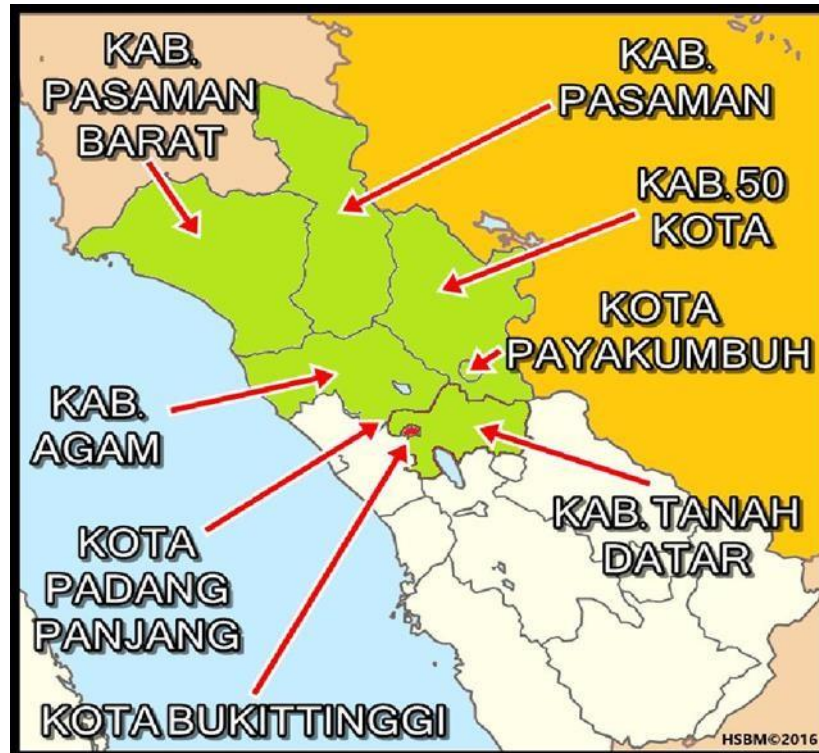 KAB.
PASAMAN
BARAT
KAB.
PASAMAN
KAB. 50
KOTA
KOTA
PAYAKUMBUH
KAB.
AGAM
KAB. TANAH
DATAR
KOTA
PADANG
PANJANG
KOTA BUKITTINGGI
HSBM©2016